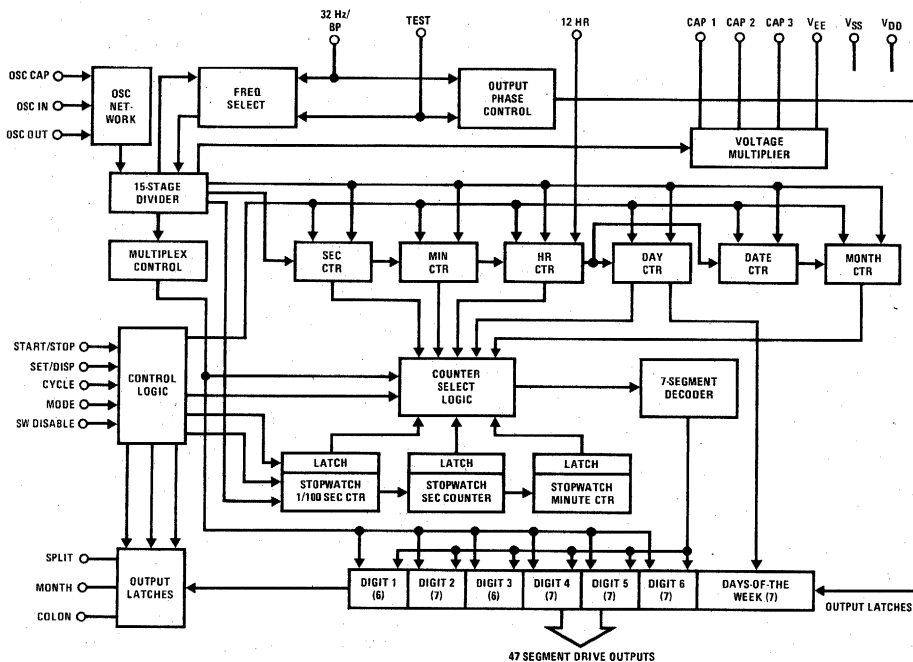 32 Hz/
BP
TEST
12 HR
CAP 1
CAP 2
CAP 3
VEE
VSS
VDD
OSC CAP
OSC IN
OSC OUT
OSC
NET-
WORK
FREQ
SELECT
OUTPUT
PHASE
CONTROL
VOLTAGE
MULTIPLIER
15-STAGE
DIVIDER
MULTIPLEX
CONTROL
SEC
CTR
MIN
CTR
HR
CTR
DAY
CTR
DATE
CTR
MONTH
CTR
START/STOP
SET/DISP
CYCLE
MODE
SW DISABLE
CONTROL
LOGIC
COUNTER
SELECT
LOGIC
7-SEGMENT
DECODER
LATCH
STOPWATCH
1/100 SEC CTR
LATCH
STOPWATCH
SEC COUNTER
LATCH
STOPWATCH
MINUTE CTR
SPLIT
MONTH
COLON
OUTPUT
LATCHES
DIGIT 1
(6)
DIGIT 2
(7)
DIGIT 3
(6)
DIGIT 4
(7)
DIGIT 5
(7)
DIGIT 6
(7)
DAYS-OF-THE
WEEK (7)
OUTPUT LATCHES
47 SEGMENT DRIVE OUTPUTS